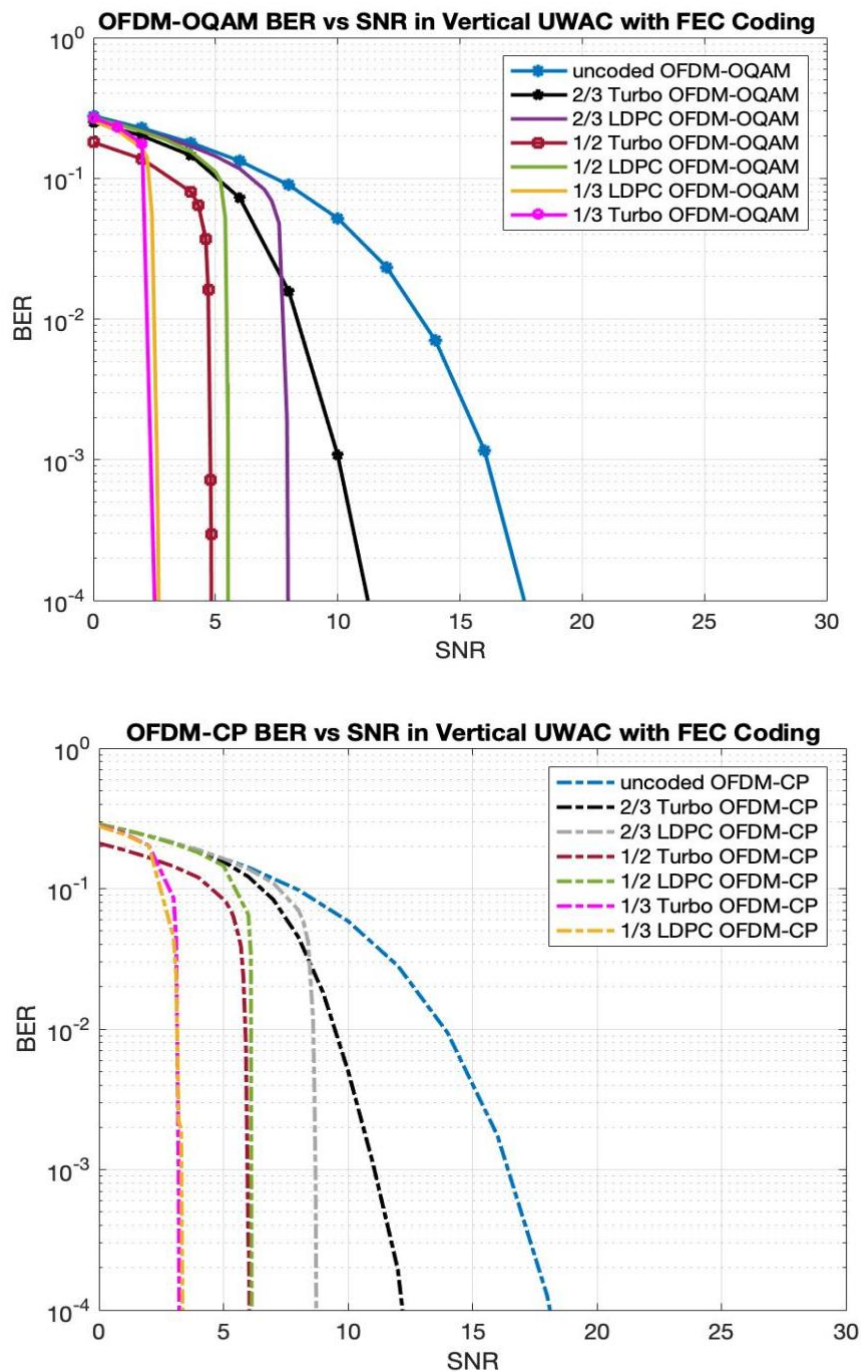 OFDM-OQAM BER vs SNR in Vertical UWAC with FEC Coding
10^0
uncoded OFDM-OQAM
2/3 Turbo OFDM-OQAM
2/3 LDPC OFDM-OQAM
1/2 Turbo OFDM-OQAM
1/2 LDPC OFDM-OQAM
1/3 LDPC OFDM-OQAM
1/3 Turbo OFDM-OQAM
10^-1
BER
10^-2
10^-3
10^-4
0 5 10 15 20 25 30
SNR
OFDM-CP BER vs SNR in Vertical UWAC with FEC Coding
10^0
uncoded OFDM-CP
2/3 Turbo OFDM-CP
2/3 LDPC OFDM-CP
1/2 Turbo OFDM-CP
1/2 LDPC OFDM-CP
1/3 Turbo OFDM-CP
1/3 LDPC OFDM-CP
10^-1
BER
10^-2
10^-3
10^-4
0 5 10 15 20 25 30
SNR